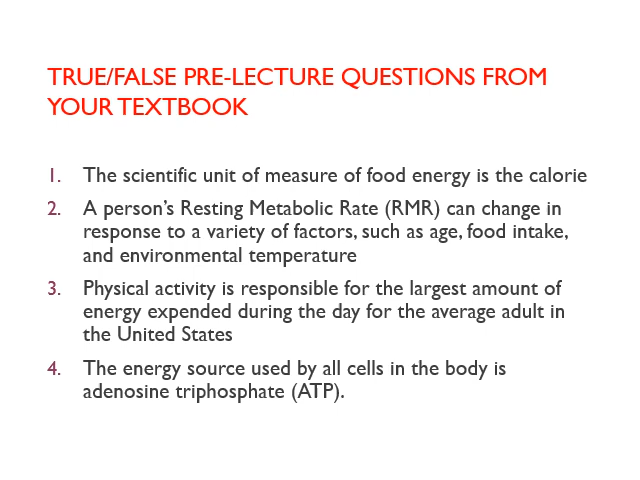 TRUE/FALSE PRE-LECTURE QUESTIONS FROM
YOUR TEXTBOOK
1. The scientific unit of measure of food energy is the calorie
2. A person's Resting Metabolic Rate (RMR) can change in
response to a variety of factors, such as age, food intake,
and environmental temperature
3. Physical activity is responsible for the largest amount of
energy expended during the day for the average adult in
the United States
4. The energy source used by all cells in the body is
adenosine triphosphate (ATP).